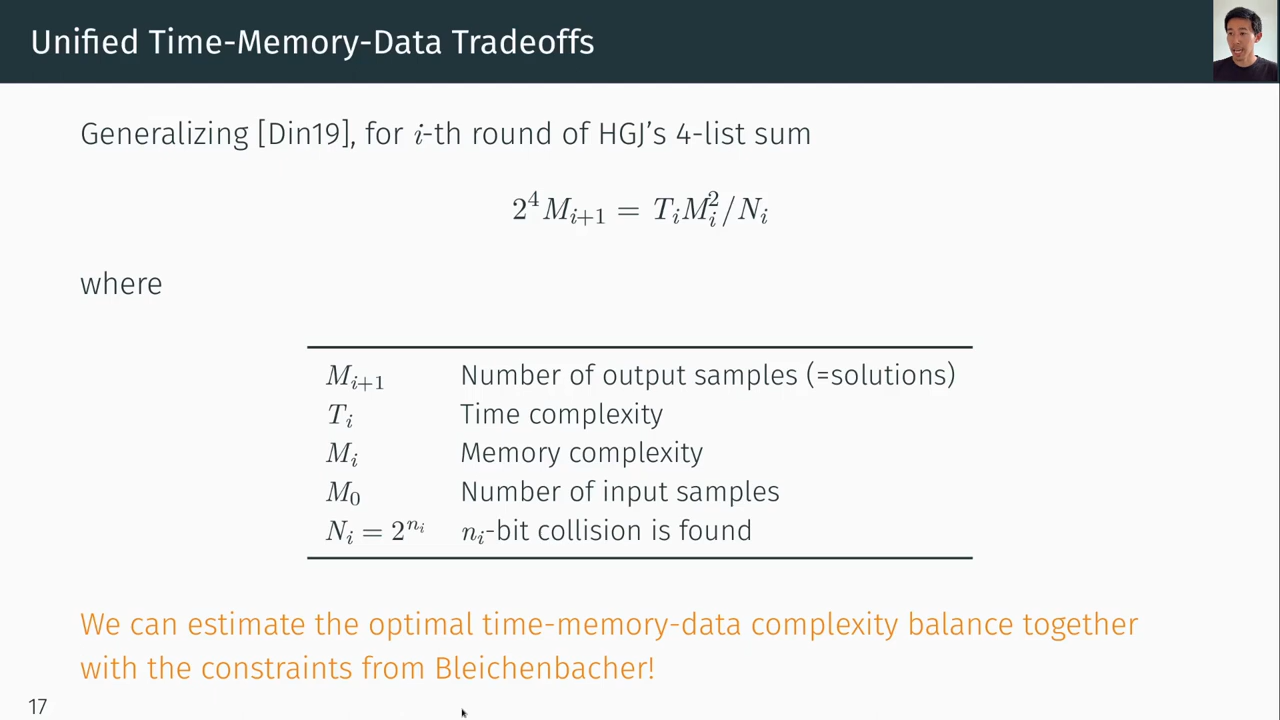 Unified Time-Memory-Data Tradeoffs
Generalizing [Din19], for i-th round of HGJ's 4-list sum
2^4 M_{i+1} = T_i M_i^2 / N_i
where
M_{i+1} Number of output samples (=solutions)
T_i Time complexity
M_i Memory complexity
M_0 Number of input samples
N_i = 2^{n_i} n_i-bit collision is found
We can estimate the optimal time-memory-data complexity balance together
with the constraints from Bleichenbacher!
17